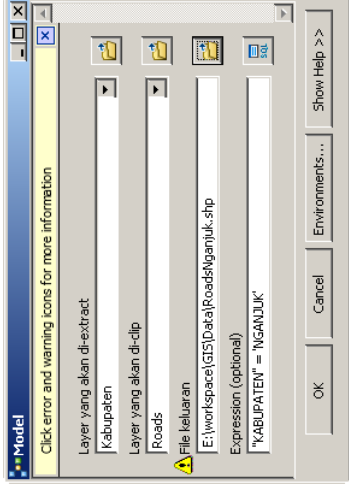 Model
Click error and warning icons for more information
Layer yang akan di-extract
Kabupaten
Layer yang akan di-clip
Roads
File keluaran
E:\workspace\GIS\Data\RoadsNganjuk.shp
Expression (optional)
"KABUPATEN" = 'NGANJUK'
SQL
OK
Cancel
Environments...
Show Help >>